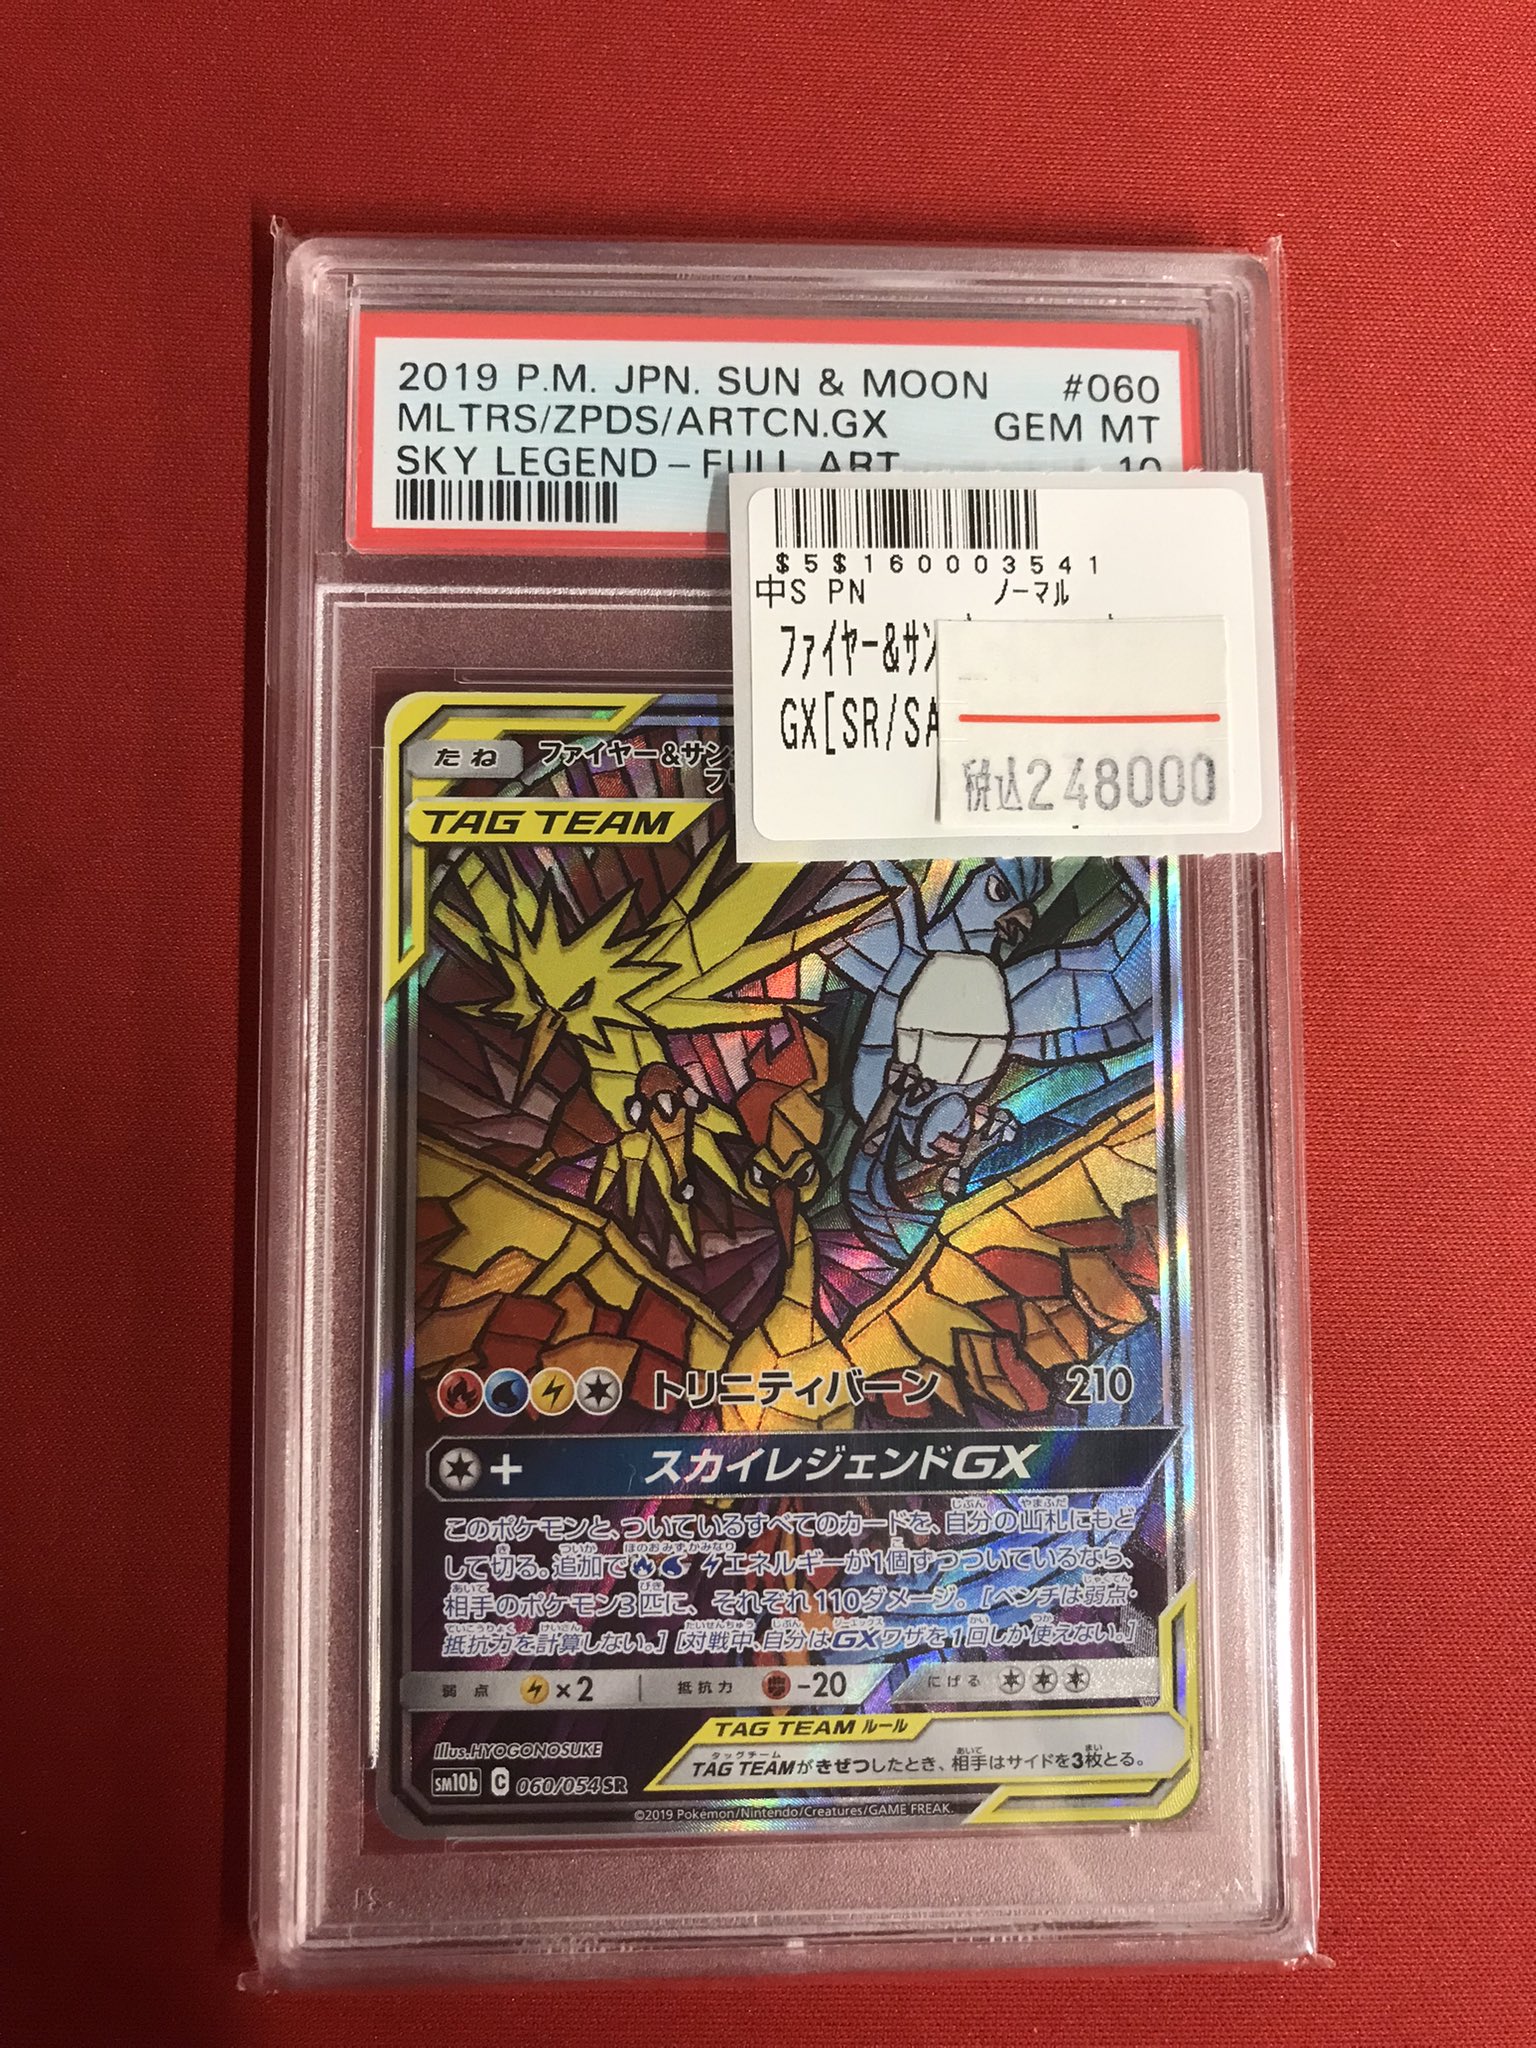 2019 P.M. JPN. SUN & MOON #060
MLTRS/ZPDS/ARTCN.GX GEM MT
SKY LEGEND - FULL ART 10
$5$160003541
中S PN ﾉｰﾏﾙ
ﾌｧｲﾔｰ&ｻﾝ
GX[SR/SA
税込248000
たね ファイヤー&サン
TAG TEAM
トリニティバーン 210
+ スカイレジェンドGX
このポケモンと、ついているすべてのカードを、自分の山札にもど
して切る。追加で エネルギーが1個ずつついているなら、
相手のポケモン3匹に、それぞれ110ダメージ。[ベンチは弱点・
抵抗力を計算しない。][対戦中、自分はGXワザを1回しか使えない。]
弱点 ×2 抵抗力 -20 にげる
TAG TEAM ルール
TAG TEAMがきぜつしたとき、相手はサイドを3枚とる。
Illus.HYOGONOSUKE
sm10b C 060/054 SR
©2019 Pokémon/Nintendo/Creatures/GAME FREAK.